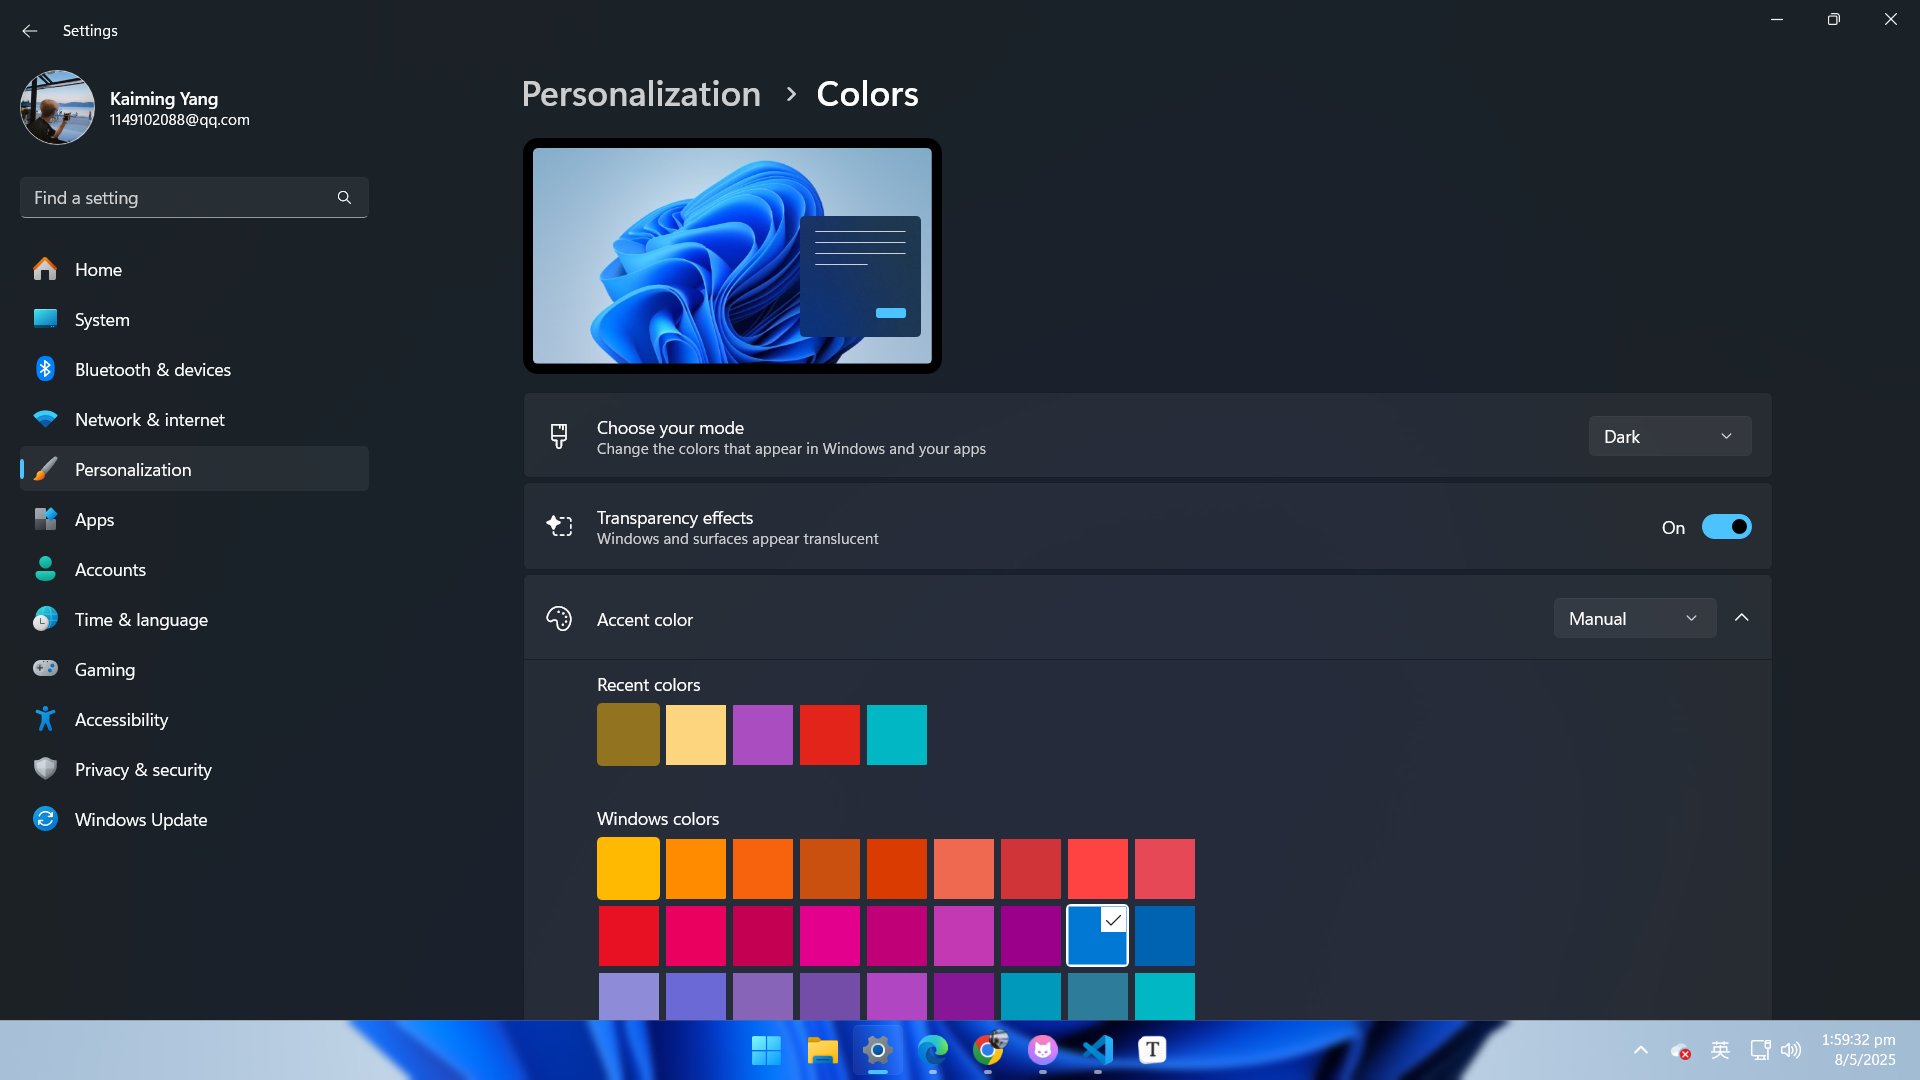 Settings
Kaiming Yang
1149102088@qq.com
Find a setting
Home
System
Bluetooth & devices
Network & internet
Personalization
Apps
Accounts
Time & language
Gaming
Accessibility
Privacy & security
Windows Update
Personalization > Colors
Choose your mode
Change the colors that appear in Windows and your apps
Dark
Transparency effects
Windows and surfaces appear translucent
On
Accent color
Manual
Recent colors
Windows colors
T
英
1:59:32 pm
8/5/2025